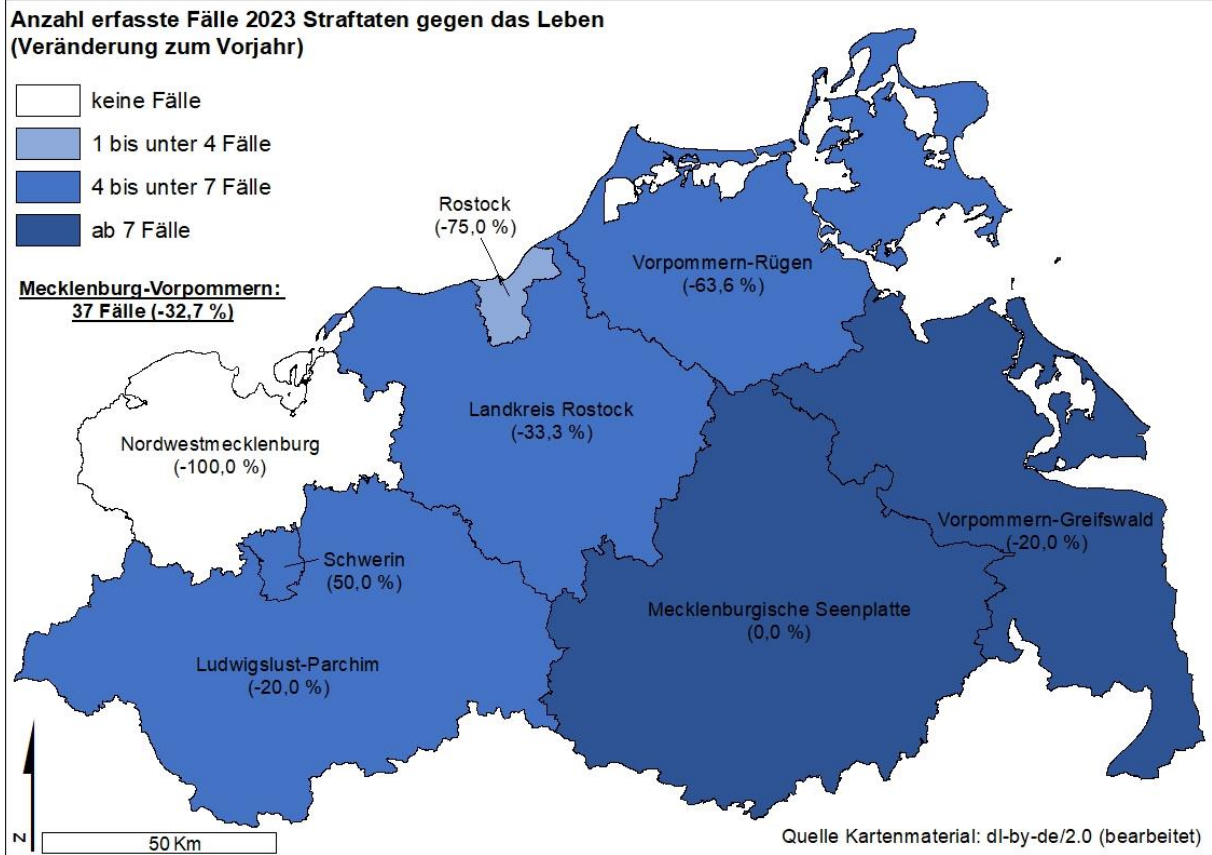 Anzahl erfasste Fälle 2023 Straftaten gegen das Leben
(Veränderung zum Vorjahr)
keine Fälle
1 bis unter 4 Fälle
4 bis unter 7 Fälle
ab 7 Fälle
Mecklenburg-Vorpommern:
37 Fälle (-32,7 %)
Rostock
(-75,0 %)
Vorpommern-Rügen
(-63,6 %)
Landkreis Rostock
(-33,3 %)
Nordwestmecklenburg
(-100,0 %)
Vorpommern-Greifswald
(-20,0 %)
Schwerin
(50,0 %)
Mecklenburgische Seenplatte
(0,0 %)
Ludwigslust-Parchim
(-20,0 %)
N
50 Km
Quelle Kartenmaterial: dl-by-de/2.0 (bearbeitet)